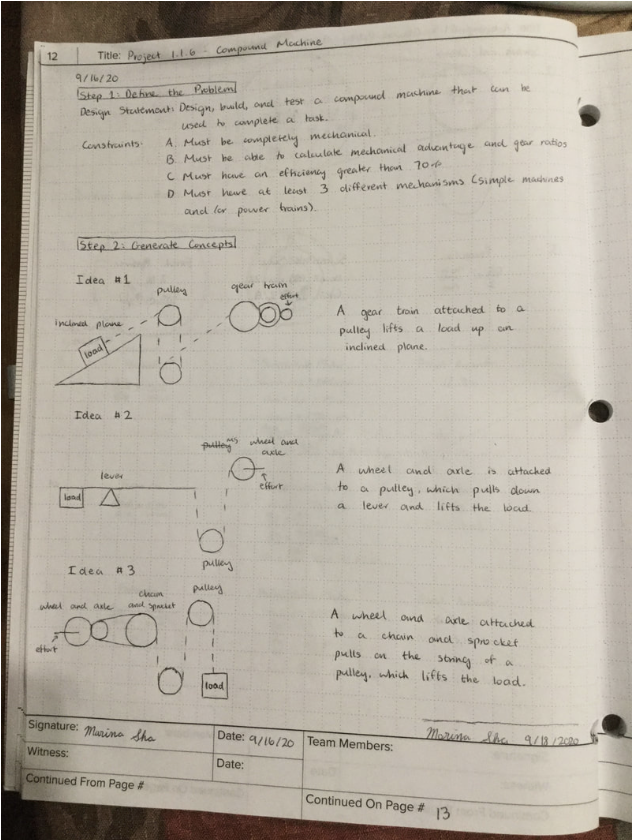 12 Title: Project 1.1.6 - Compound Machine
9/16/20
Step 1: Define the Problem
Design Statement: Design, build, and test a compound machine that can be
used to complete a task.
Constraints: A. Must be completely mechanical.
B. Must be able to calculate mechanical advantage and gear ratios
C. Must have an efficiency greater than 70%
D Must have at least 3 different mechanisms (simple machines
and/or power trains).
Step 2: Generate Concepts
Idea #1
pulley
gear train
effort
inclined plane
load
A gear train attached to a
pulley lifts a load up an
inclined plane.
Idea #2
pulley MS wheel and
axle
effort
lever
load
pulley
A wheel and axle is attached
to a pulley, which pulls down
a lever and lifts the load.
Idea #3
pulley
chain
wheel and axle and sprocket
effort
load
A wheel and axle attached
to a chain and sprocket
pulls on the string of a
pulley, which lifts the load.
Marina Sha 9/18/2020
Signature: Marina Sha Date: 9/16/20 Team Members:
Witness: Date:
Continued From Page # Continued On Page # 13